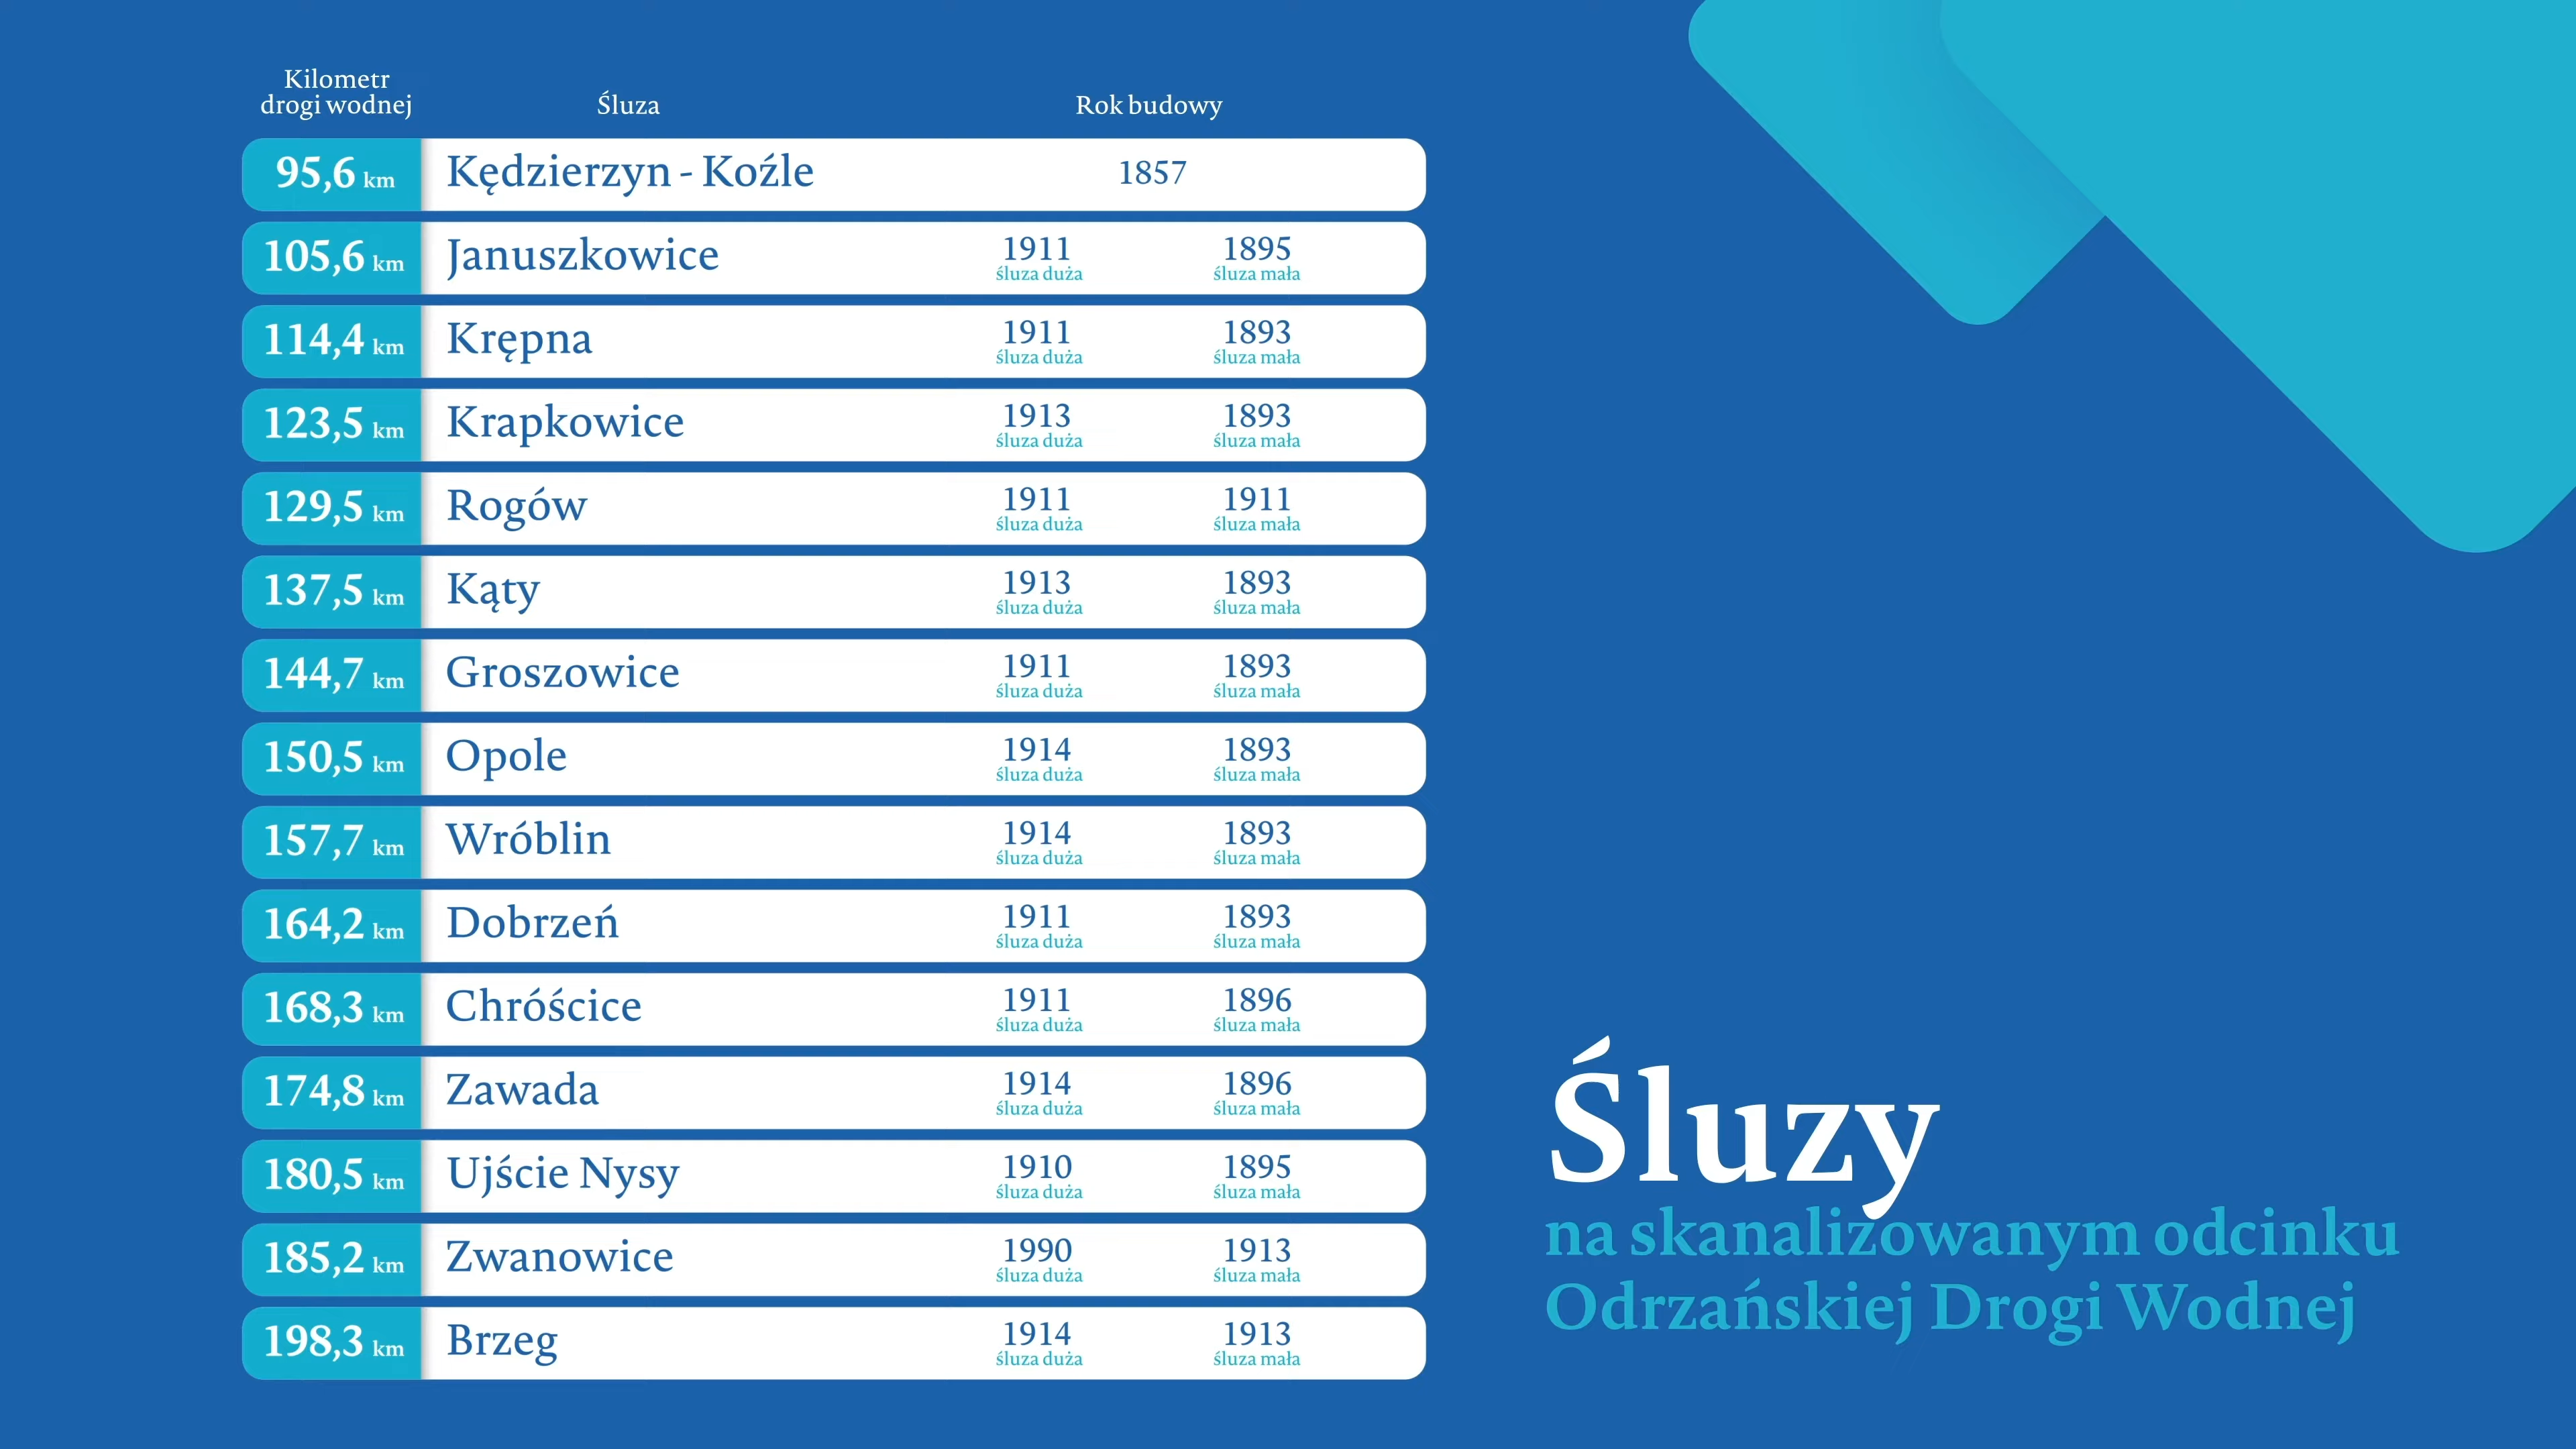 Kilometr
drogi wodnej Śluza Rok budowy
95,6 km Kędzierzyn - Koźle 1857
105,6 km Januszkowice 1911 1895
śluza duża śluza mała
114,4 km Krępna 1911 1893
śluza duża śluza mała
123,5 km Krapkowice 1913 1893
śluza duża śluza mała
129,5 km Rogów 1911 1911
śluza duża śluza mała
137,5 km Kąty 1913 1893
śluza duża śluza mała
144,7 km Groszowice 1911 1893
śluza duża śluza mała
150,5 km Opole 1914 1893
śluza duża śluza mała
157,7 km Wróblin 1914 1893
śluza duża śluza mała
164,2 km Dobrzeń 1911 1893
śluza duża śluza mała
168,3 km Chróścice 1911 1896
śluza duża śluza mała
174,8 km Zawada 1914 1896
śluza duża śluza mała
180,5 km Ujście Nysy 1910 1895
śluza duża śluza mała
185,2 km Zwanowice 1990 1913
śluza duża śluza mała
198,3 km Brzeg 1914 1913
śluza duża śluza mała
Śluzy
na skanalizowanym odcinku
Odrzańskiej Drogi Wodnej